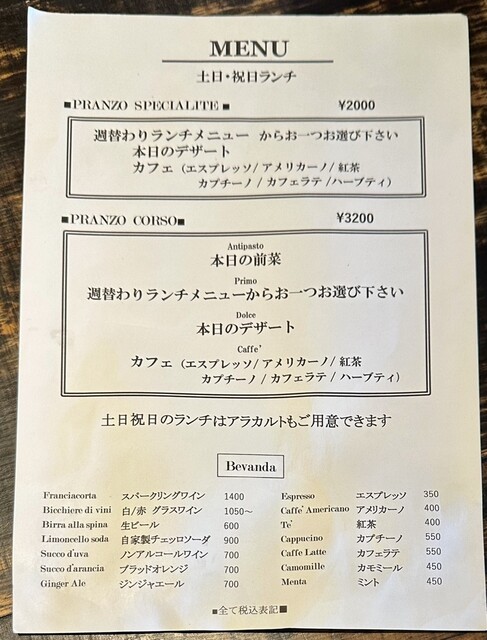 MENU
土日・祝日ランチ
■PRANZO SPECIALITE■ ¥2000
週替わりランチメニュー からお一つお選び下さい
本日のデザート
カフェ（エスプレッソ/アメリカーノ/紅茶
カプチーノ/カフェラテ/ハーブティ）
■PRANZO CORSO■ ¥3200
Antipasto
本日の前菜
Primo
週替わりランチメニューからお一つお選び下さい
Dolce
本日のデザート
Caffe’
カフェ（エスプレッソ/アメリカーノ/紅茶
カプチーノ/カフェラテ/ハーブティ）
土日祝日のランチはアラカルトもご用意できます
Bevanda
Franciacorta スパークリングワイン 1400
Bicchiere di vini 白/赤 グラスワイン 1050～
Birra alla spina 生ビール 600
Limoncello soda 自家製チェッロソーダ 900
Succo d'uva ノンアルコールワイン 700
Succo d'arancia ブラッドオレンジ 700
Ginger Ale ジンジャエール 700
Espresso エスプレッソ 350
Caffe' Americano アメリカーノ 400
Te' 紅茶 400
Cappucino カプチーノ 550
Caffe Latte カフェラテ 550
Camomille カモミール 450
Menta ミント 450
■全て税込表記■